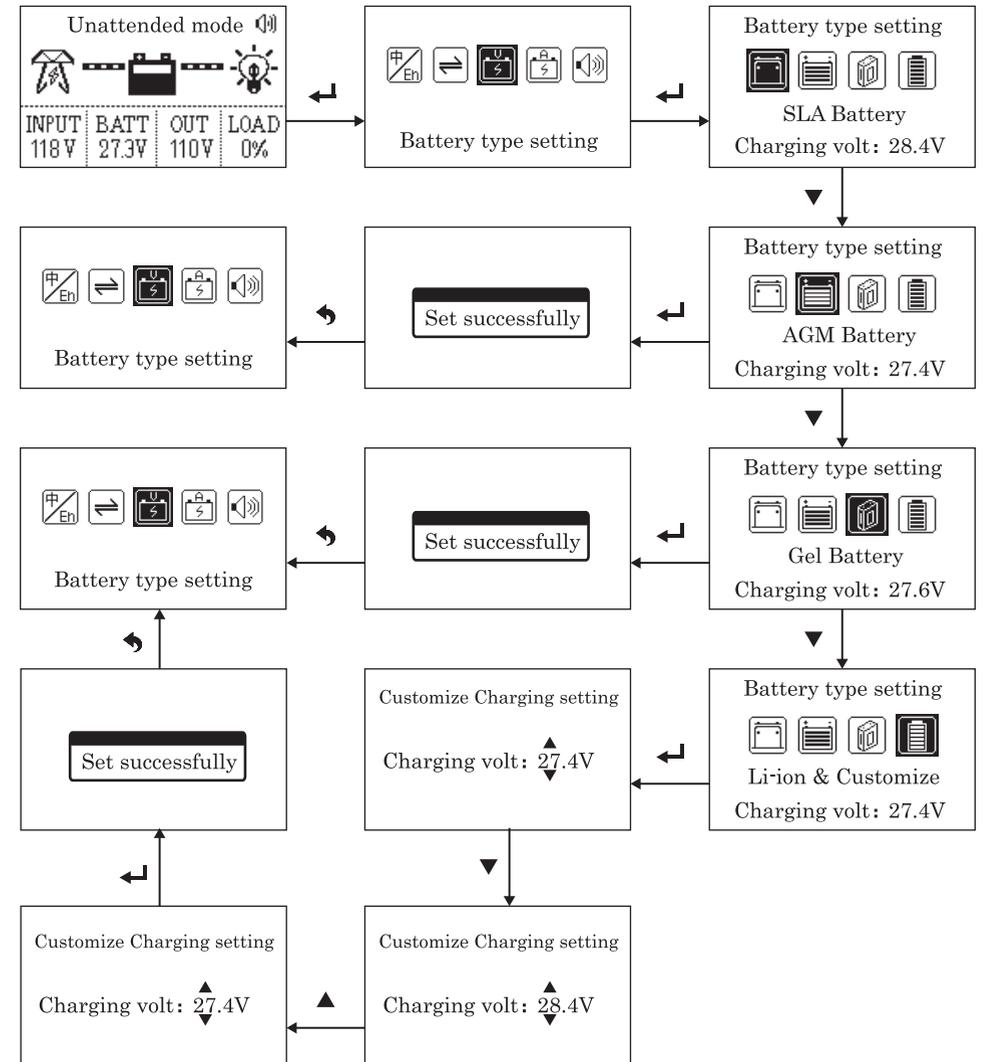 Unattended mode
INPUT BATT OUT LOAD
118V 27.3V 110V 0%
中/En
V
A
Battery type setting
Battery type setting
SLA Battery
Charging volt: 28.4V
中/En
V
A
Battery type setting
Set successfully
Battery type setting
AGM Battery
Charging volt: 27.4V
中/En
V
A
Battery type setting
Set successfully
Battery type setting
Gel Battery
Charging volt: 27.6V
Set successfully
Customize Charging setting
Charging volt: 27.4V
Battery type setting
Li-ion & Customize
Charging volt: 27.4V
Customize Charging setting
Charging volt: 27.4V
Customize Charging setting
Charging volt: 28.4V